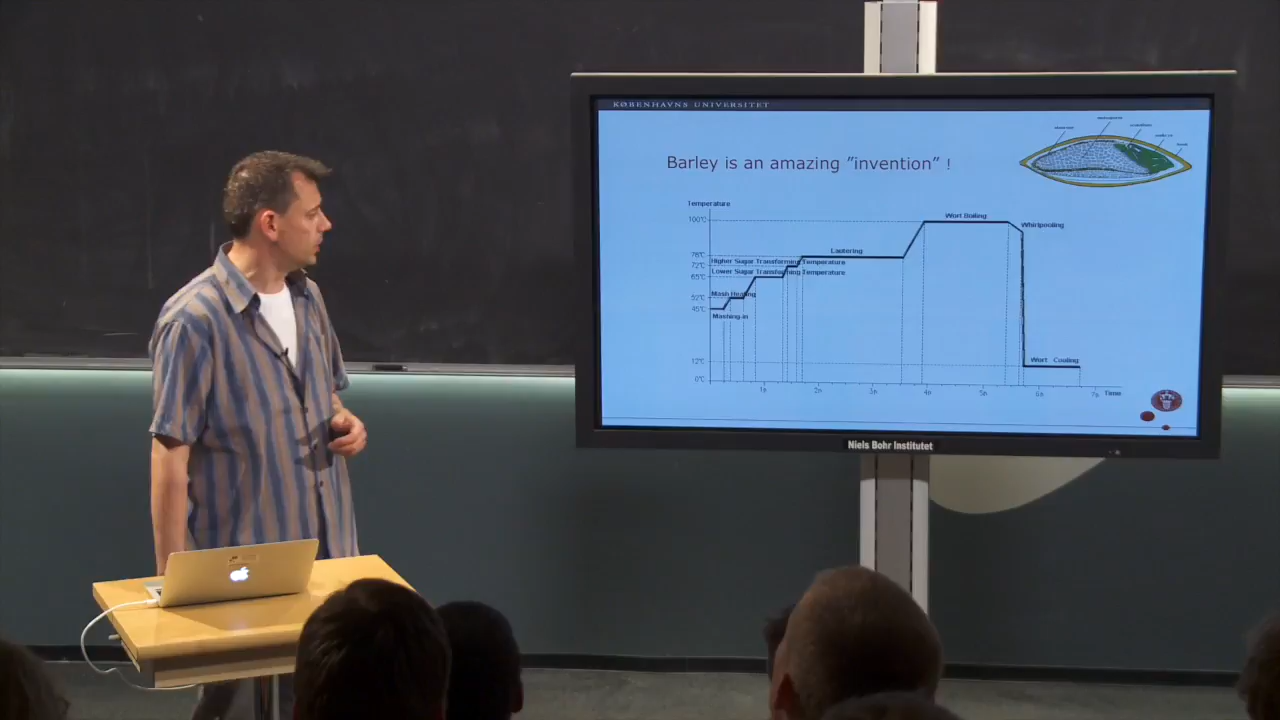 KØBENHAVNS UNIVERSITET
Barley is an amazing ”invention” !
Temperature
100°C
Wort Boiling
Whirlpooling
Lautering
76°C
Higher Sugar Transforming Temperature
72°C
Lower Sugar Transforming Temperature
65°C
Mash Heating
45°C
Mashing-in
12°C
Wort Cooling
0°C
1h 2h 3h 4h 5h 6h 7h Time
Niels Bohr Institutet